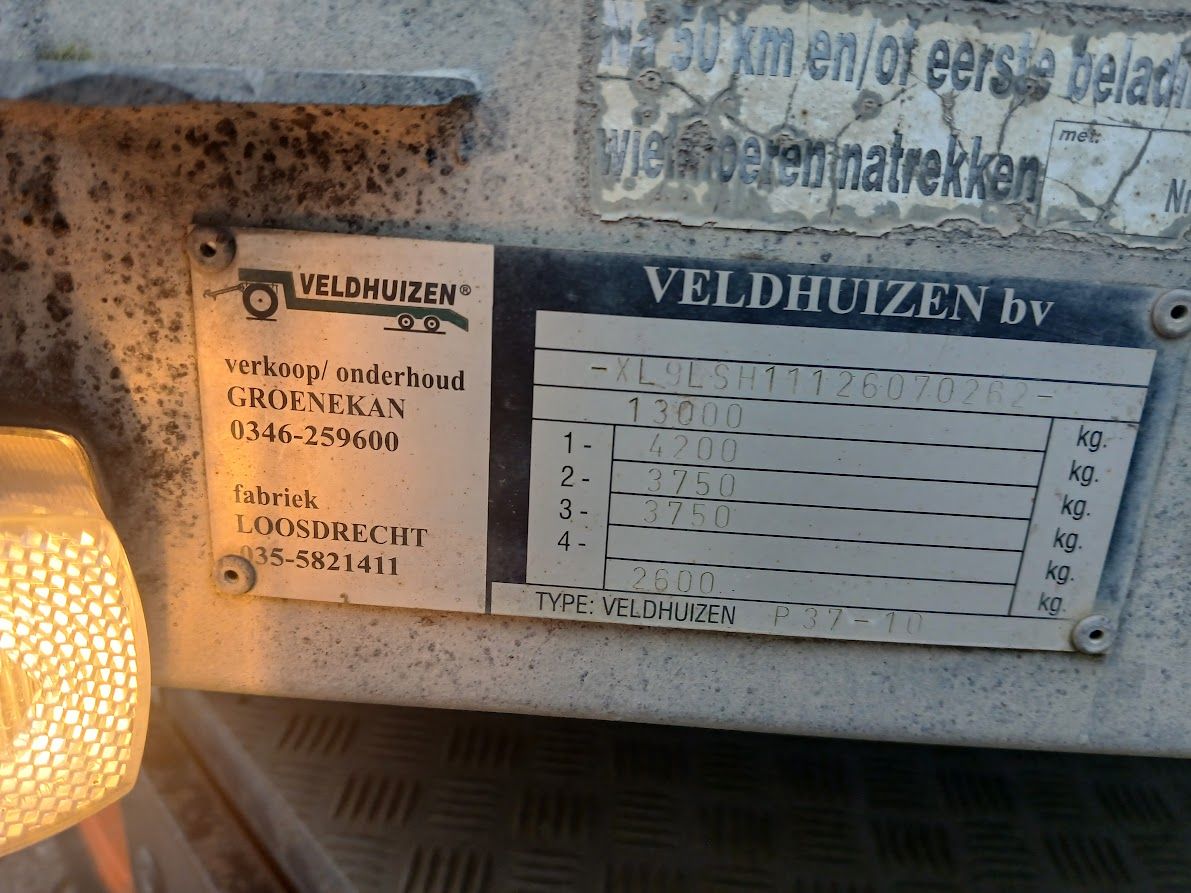 Na 50 km en/of eerste
wielmoeren natrekken
met:
VELDHUIZEN®
verkoop/ onderhoud
GROENEKAN
0346-259600
fabriek
LOOSDRECHT
035-5821411
VELDHUIZEN bv
-XL9LSH11126070262-
13000 kg.
1- 4200 kg.
2- 3750 kg.
3- 3750 kg.
4- kg.
2600 kg.
TYPE: VELDHUIZEN P37-10